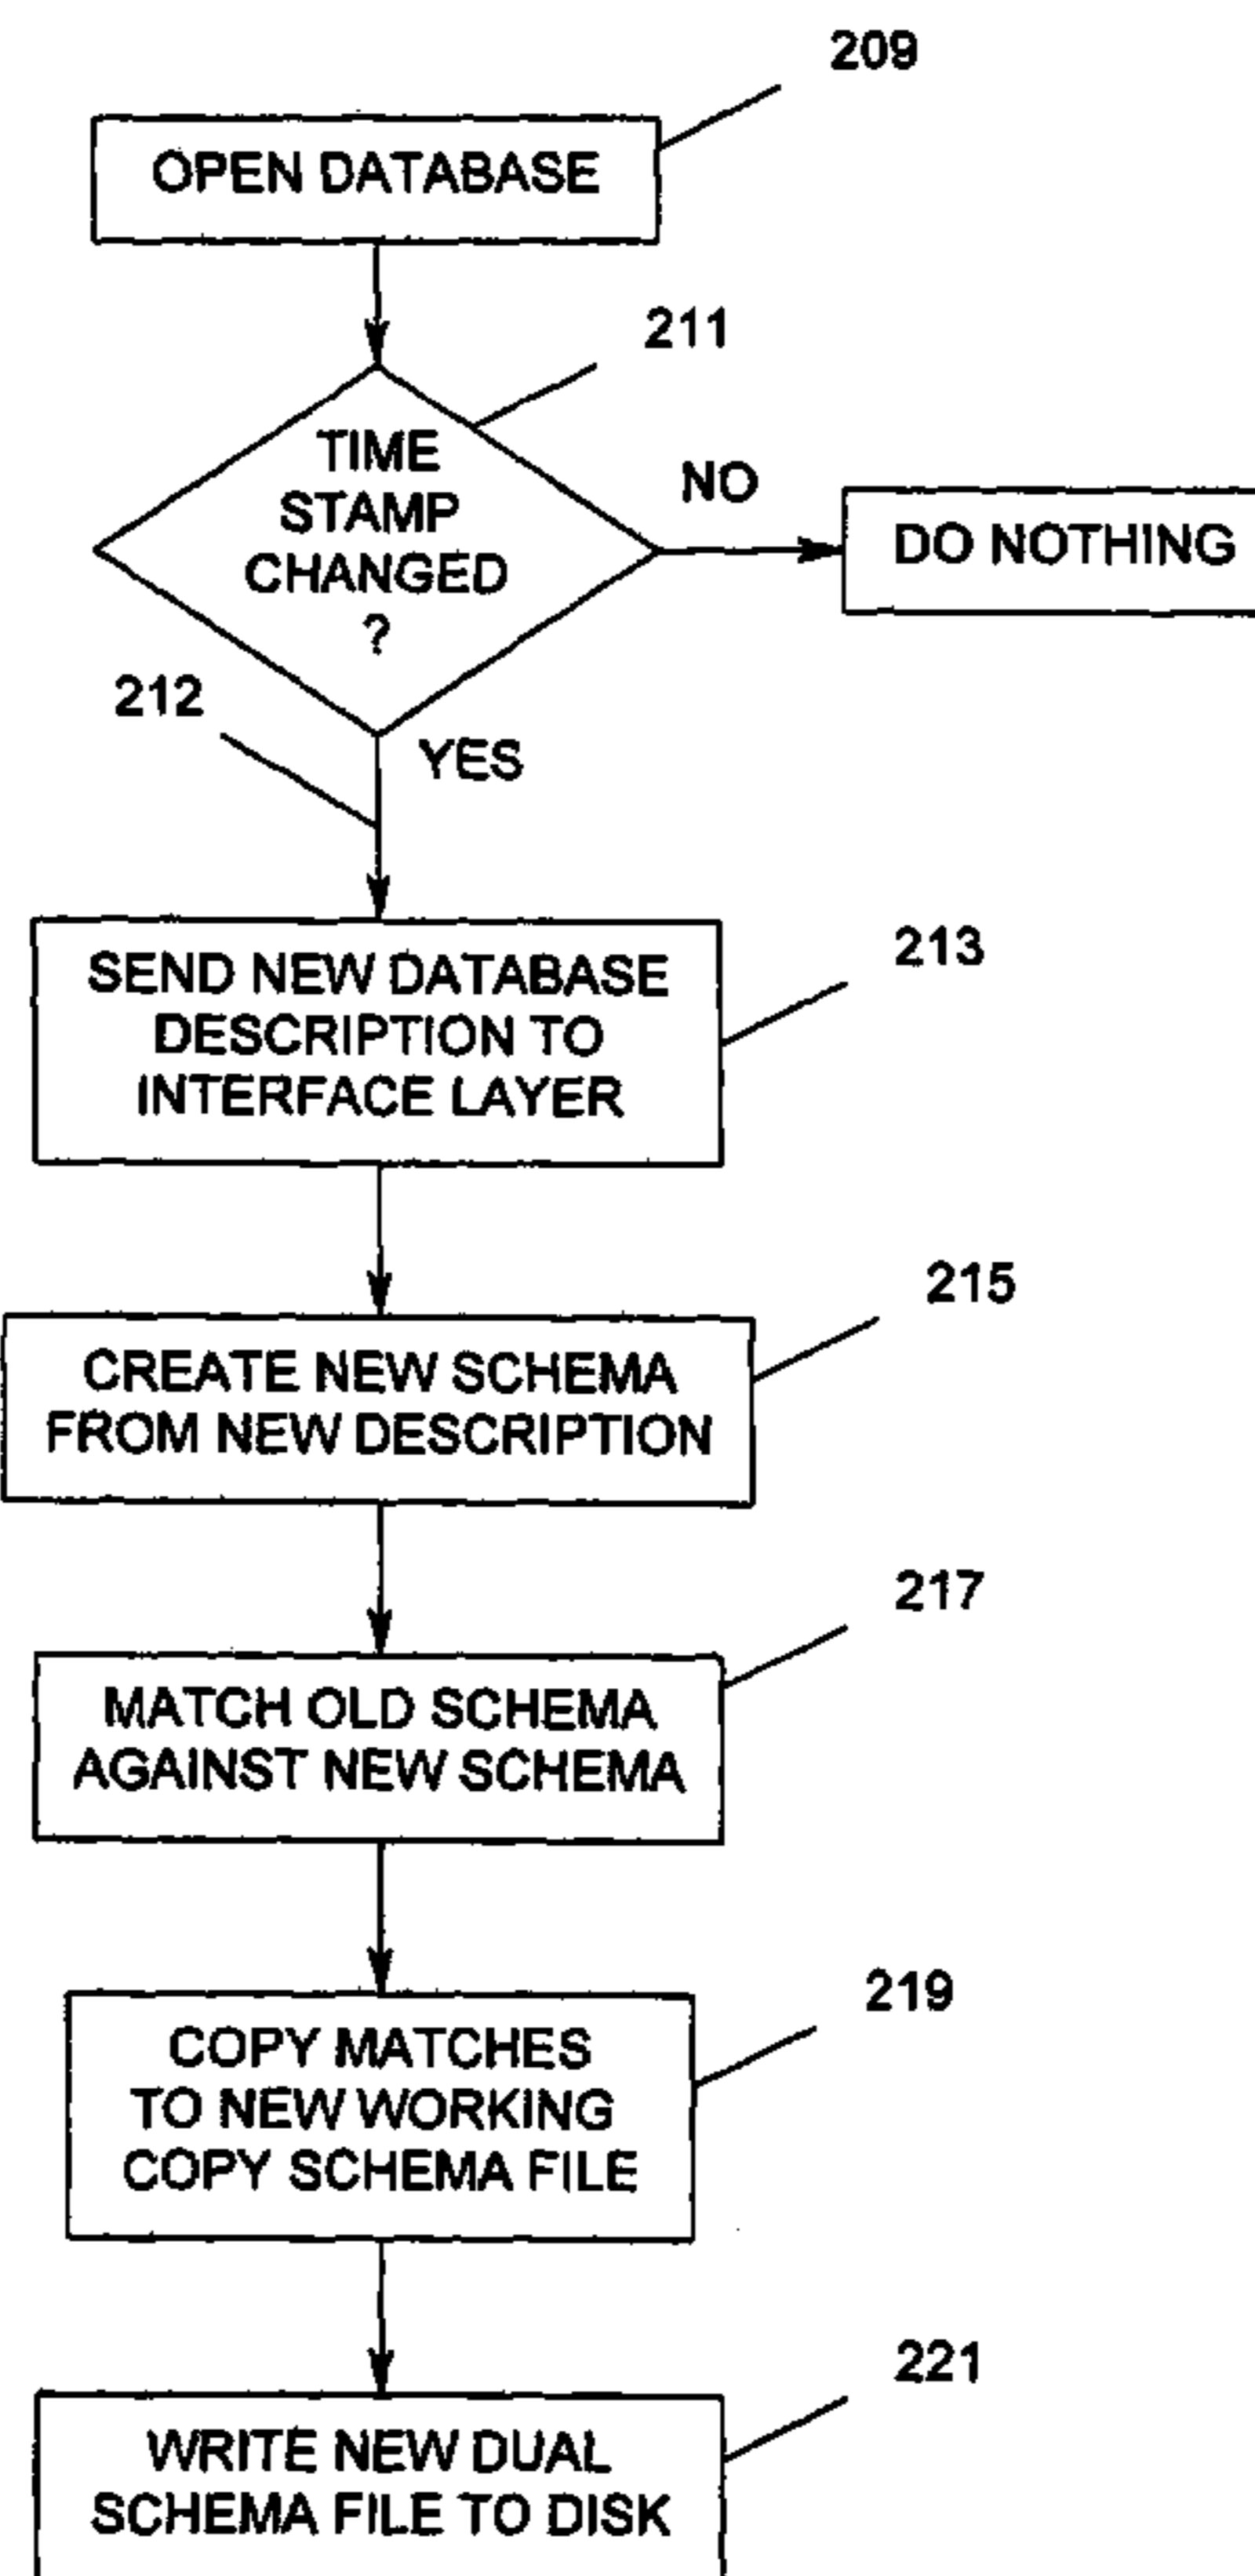 209
OPEN DATABASE
211
TIME
STAMP
CHANGED
?
NO
DO NOTHING
212
YES
SEND NEW DATABASE
DESCRIPTION TO
INTERFACE LAYER
213
CREATE NEW SCHEMA
FROM NEW DESCRIPTION
215
MATCH OLD SCHEMA
AGAINST NEW SCHEMA
217
COPY MATCHES
TO NEW WORKING
COPY SCHEMA FILE
219
WRITE NEW DUAL
SCHEMA FILE TO DISK
221